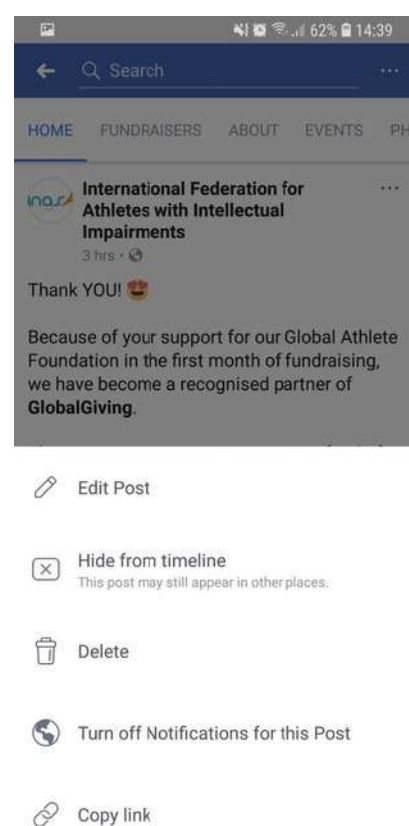 62% 14:39
Search
HOME FUNDRAISERS ABOUT EVENTS PH
inas
International Federation for
Athletes with Intellectual
Impairments
3 hrs
Thank YOU! 😍
Because of your support for our Global Athlete
Foundation in the first month of fundraising,
we have become a recognised partner of
GlobalGiving.
Edit Post
Hide from timeline
This post may still appear in other places.
Delete
Turn off Notifications for this Post
Copy link